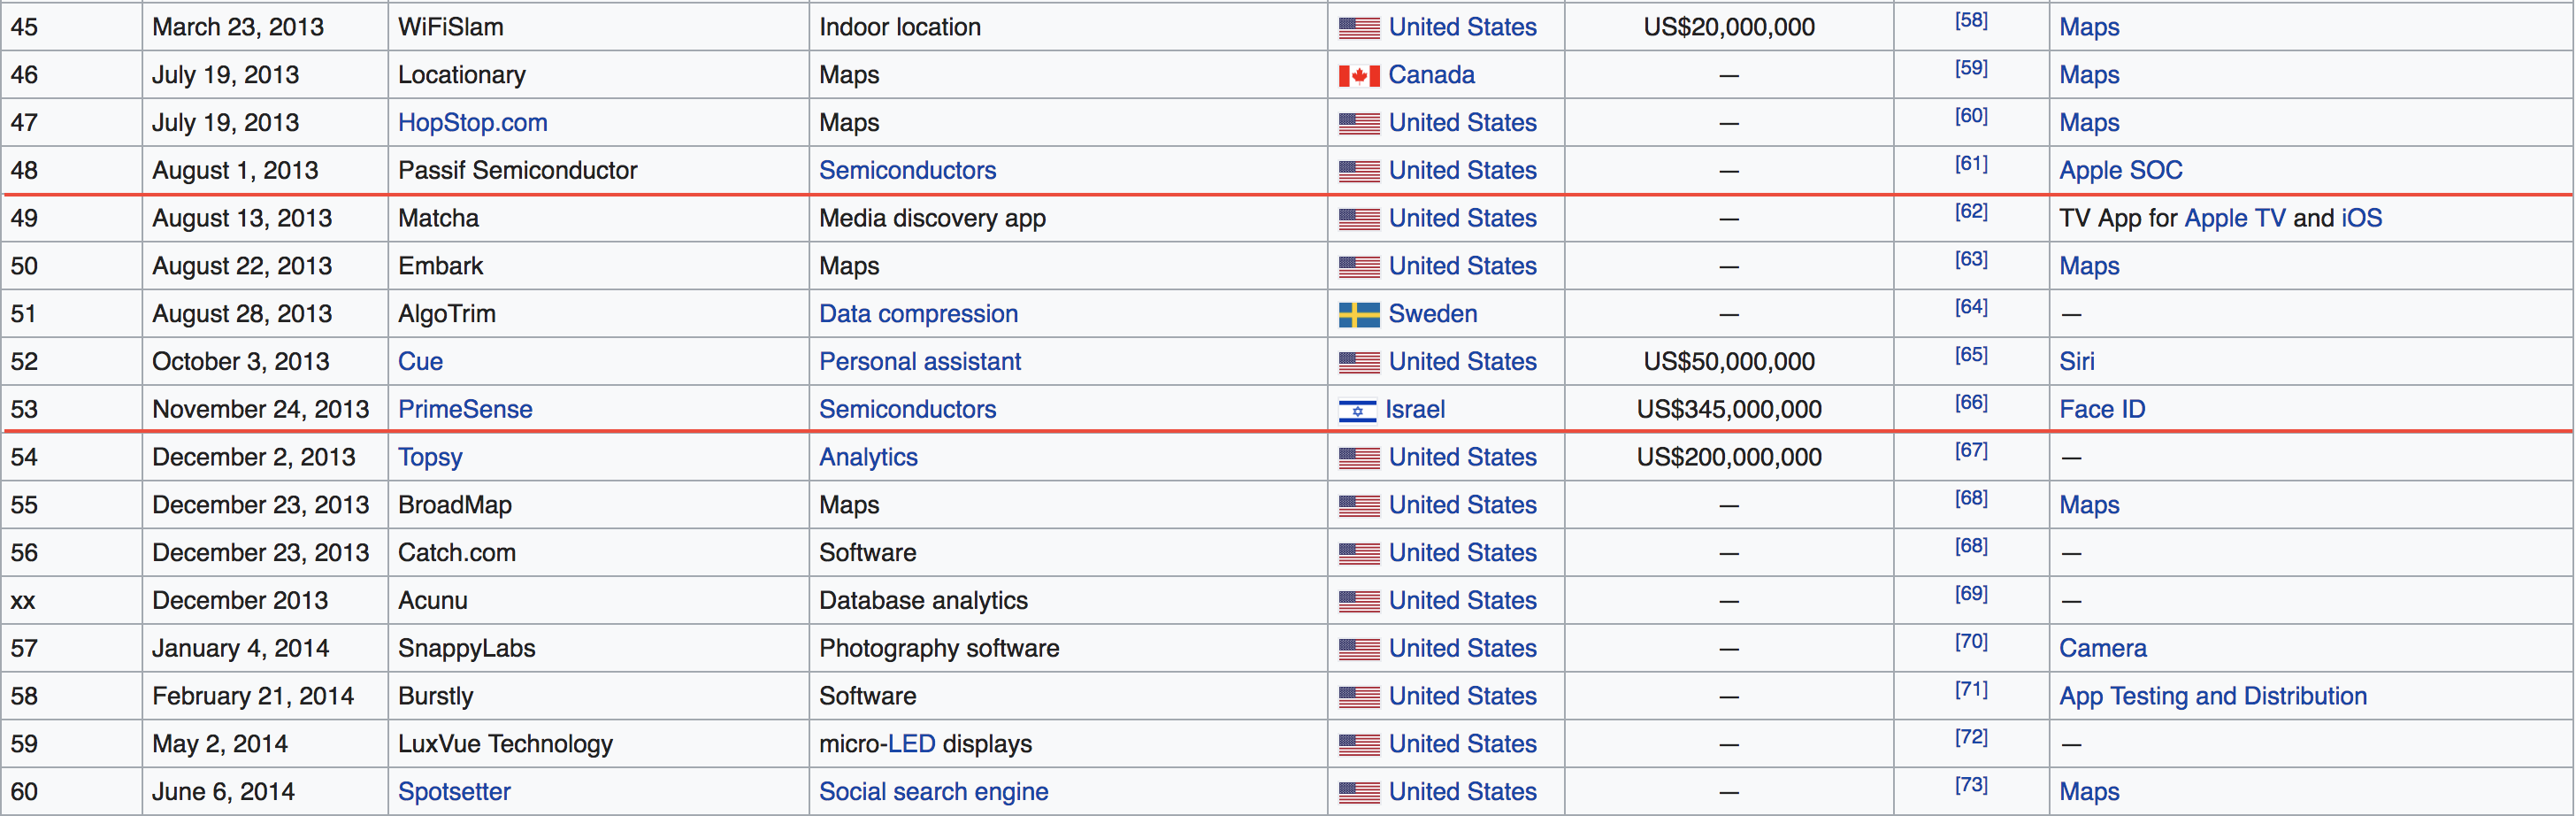 45 March 23, 2013 WiFiSlam Indoor location United States US$20,000,000 [58] Maps
46 July 19, 2013 Locationary Maps Canada — [59] Maps
47 July 19, 2013 HopStop.com Maps United States — [60] Maps
48 August 1, 2013 Passif Semiconductor Semiconductors United States — [61] Apple SOC
49 August 13, 2013 Matcha Media discovery app United States — [62] TV App for Apple TV and iOS
50 August 22, 2013 Embark Maps United States — [63] Maps
51 August 28, 2013 AlgoTrim Data compression Sweden — [64] —
52 October 3, 2013 Cue Personal assistant United States US$50,000,000 [65] Siri
53 November 24, 2013 PrimeSense Semiconductors Israel US$345,000,000 [66] Face ID
54 December 2, 2013 Topsy Analytics United States US$200,000,000 [67] —
55 December 23, 2013 BroadMap Maps United States — [68] Maps
56 December 23, 2013 Catch.com Software United States — [68] —
xx December 2013 Acunu Database analytics United States — [69] —
57 January 4, 2014 SnappyLabs Photography software United States — [70] Camera
58 February 21, 2014 Burstly Software United States — [71] App Testing and Distribution
59 May 2, 2014 LuxVue Technology micro-LED displays United States — [72] —
60 June 6, 2014 Spotsetter Social search engine United States — [73] Maps